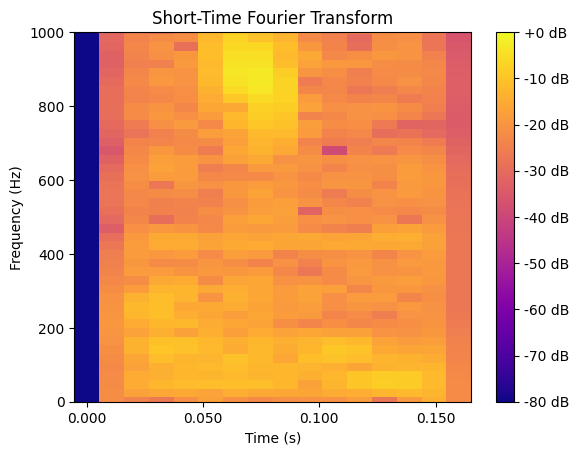 Short-Time Fourier Transform
Frequency (Hz)
1000
800
600
400
200
0
0.000
0.050
0.100
0.150
Time (s)
+0 dB
-10 dB
-20 dB
-30 dB
-40 dB
-50 dB
-60 dB
-70 dB
-80 dB